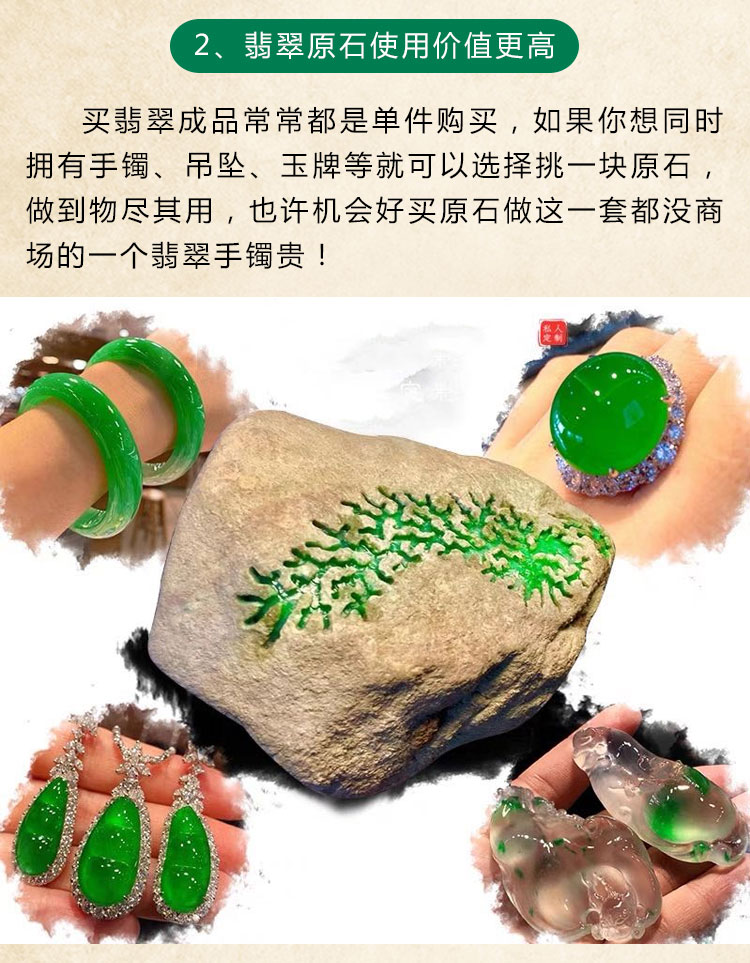 2、翡翠原石使用价值更高
买翡翠成品常常都是单件购买，如果你想同时
拥有手镯、吊坠、玉牌等就可以选择挑一块原石，
做到物尽其用，也许机会好买原石做这一套都没商
场的一个翡翠手镯贵！
私人
定制